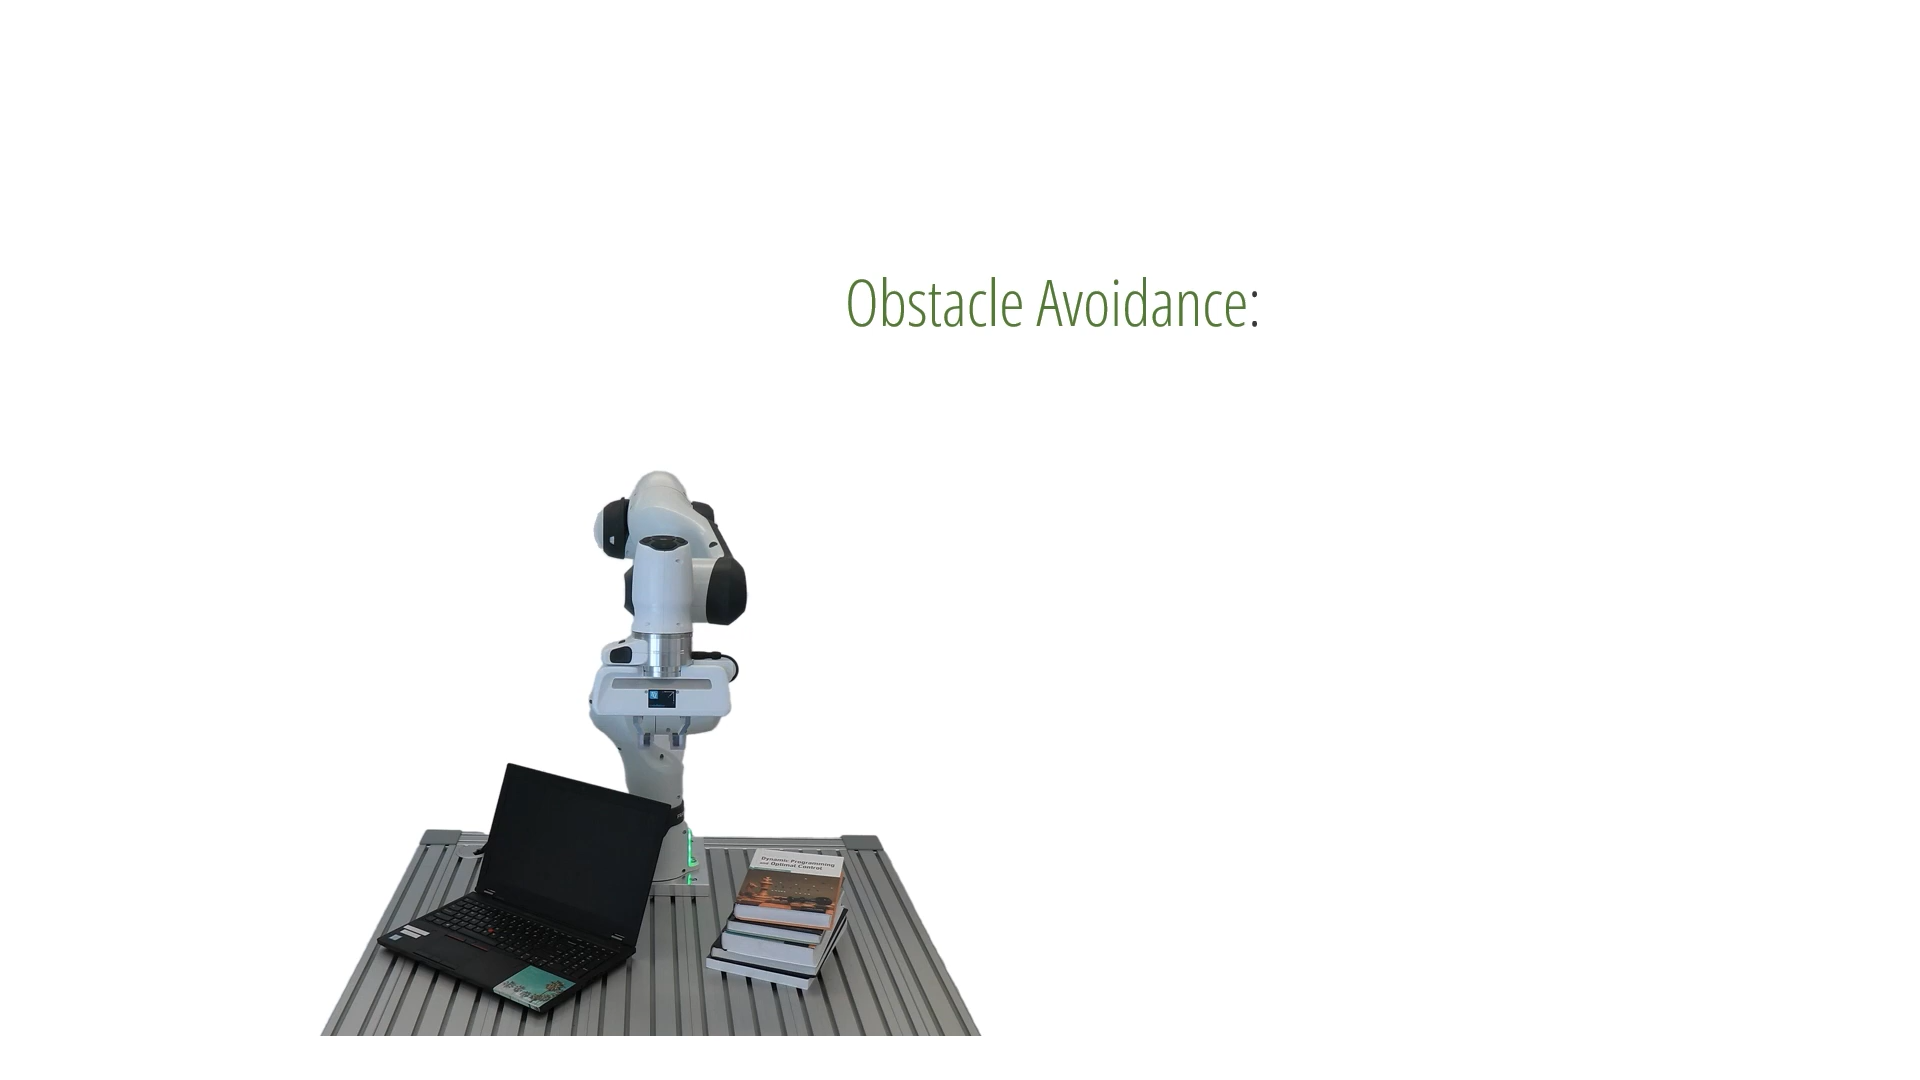 Obstacle Avoidance:
Dynamic Programming
and Optimal Control